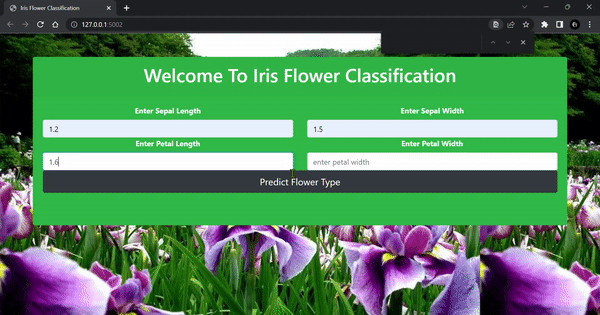 Iris Flower Classification
127.0.0.1:5002
Welcome To Iris Flower Classification
Enter Sepal Length
Enter Sepal Width
1.2
1.5
Enter Petal Length
Enter Petal Width
1.6
enter petal width
Predict Flower Type